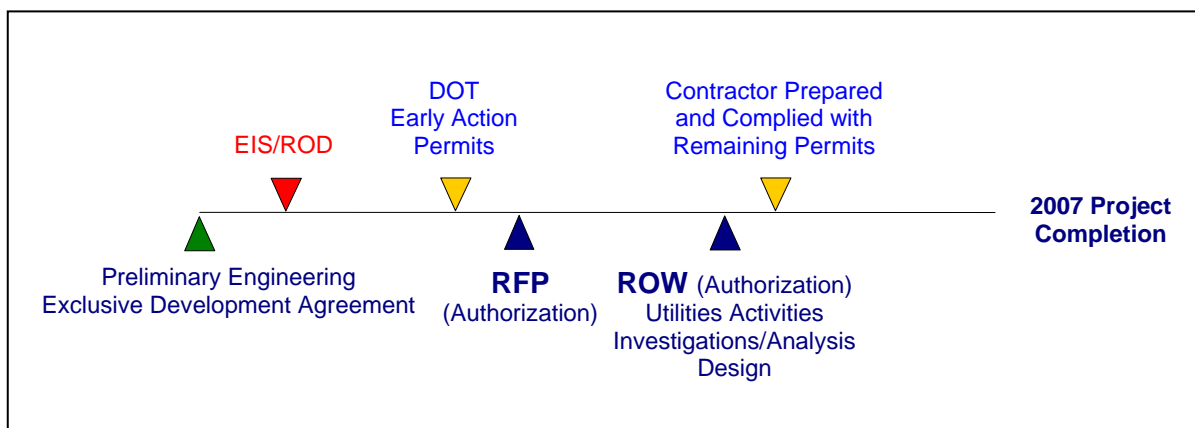 DOT
Early Action
Permits
Contractor Prepared
and Complied with
Remaining Permits
EIS/ROD
2007 Project
Completion
Preliminary Engineering
Exclusive Development Agreement
RFP
(Authorization)
ROW (Authorization)
Utilities Activities
Investigations/Analysis
Design